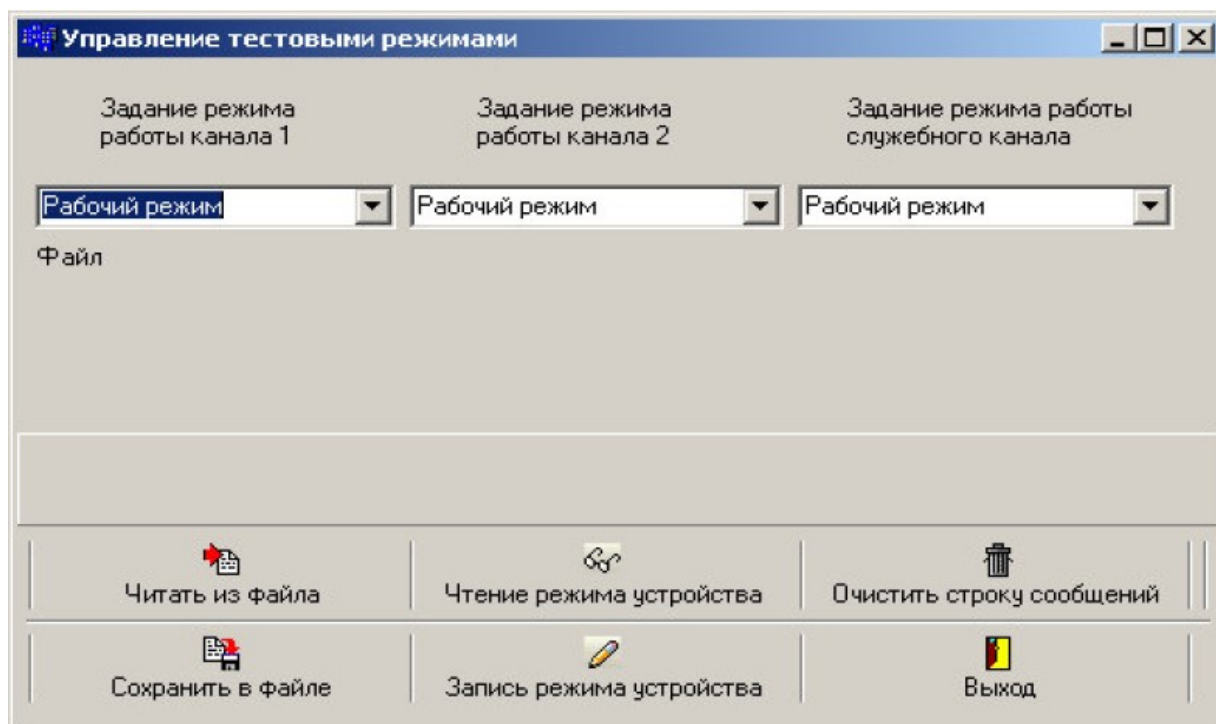 Управление тестовыми режимами
Задание режима
работы канала 1
Задание режима
работы канала 2
Задание режима работы
служебного канала
Рабочий режим
Рабочий режим
Рабочий режим
Файл
Читать из файла
Чтение режима устройства
Очистить строку сообщений
Сохранить в файле
Запись режима устройства
Выход